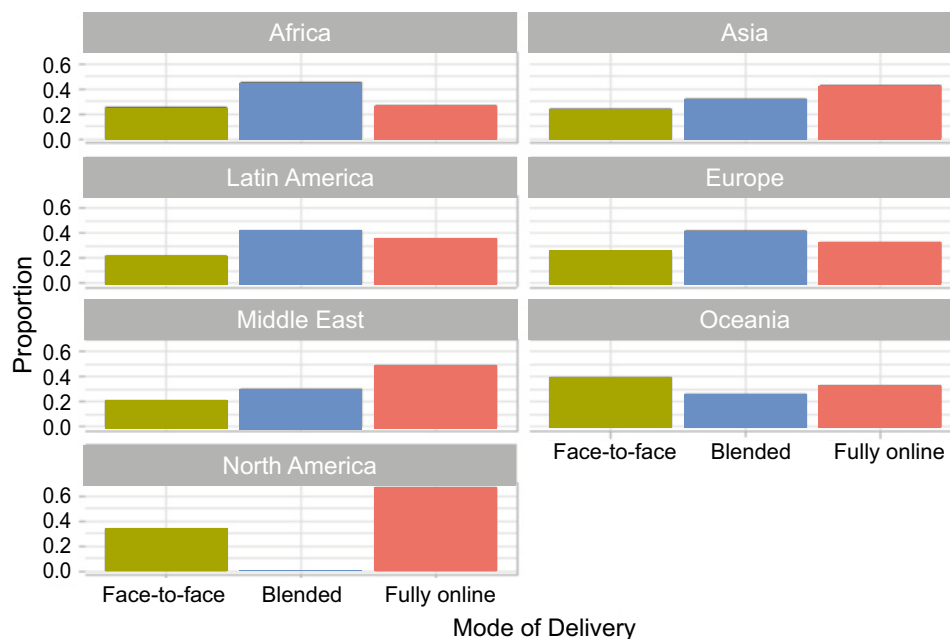 Africa
Asia
0.6
0.4
0.2
0.0
Latin America
Europe
0.6
0.4
0.2
0.0
Middle East
Oceania
0.6
0.4
0.2
0.0
Face-to-face Blended Fully online
North America
0.6
0.4
0.2
0.0
Face-to-face Blended Fully online
Proportion
Mode of Delivery